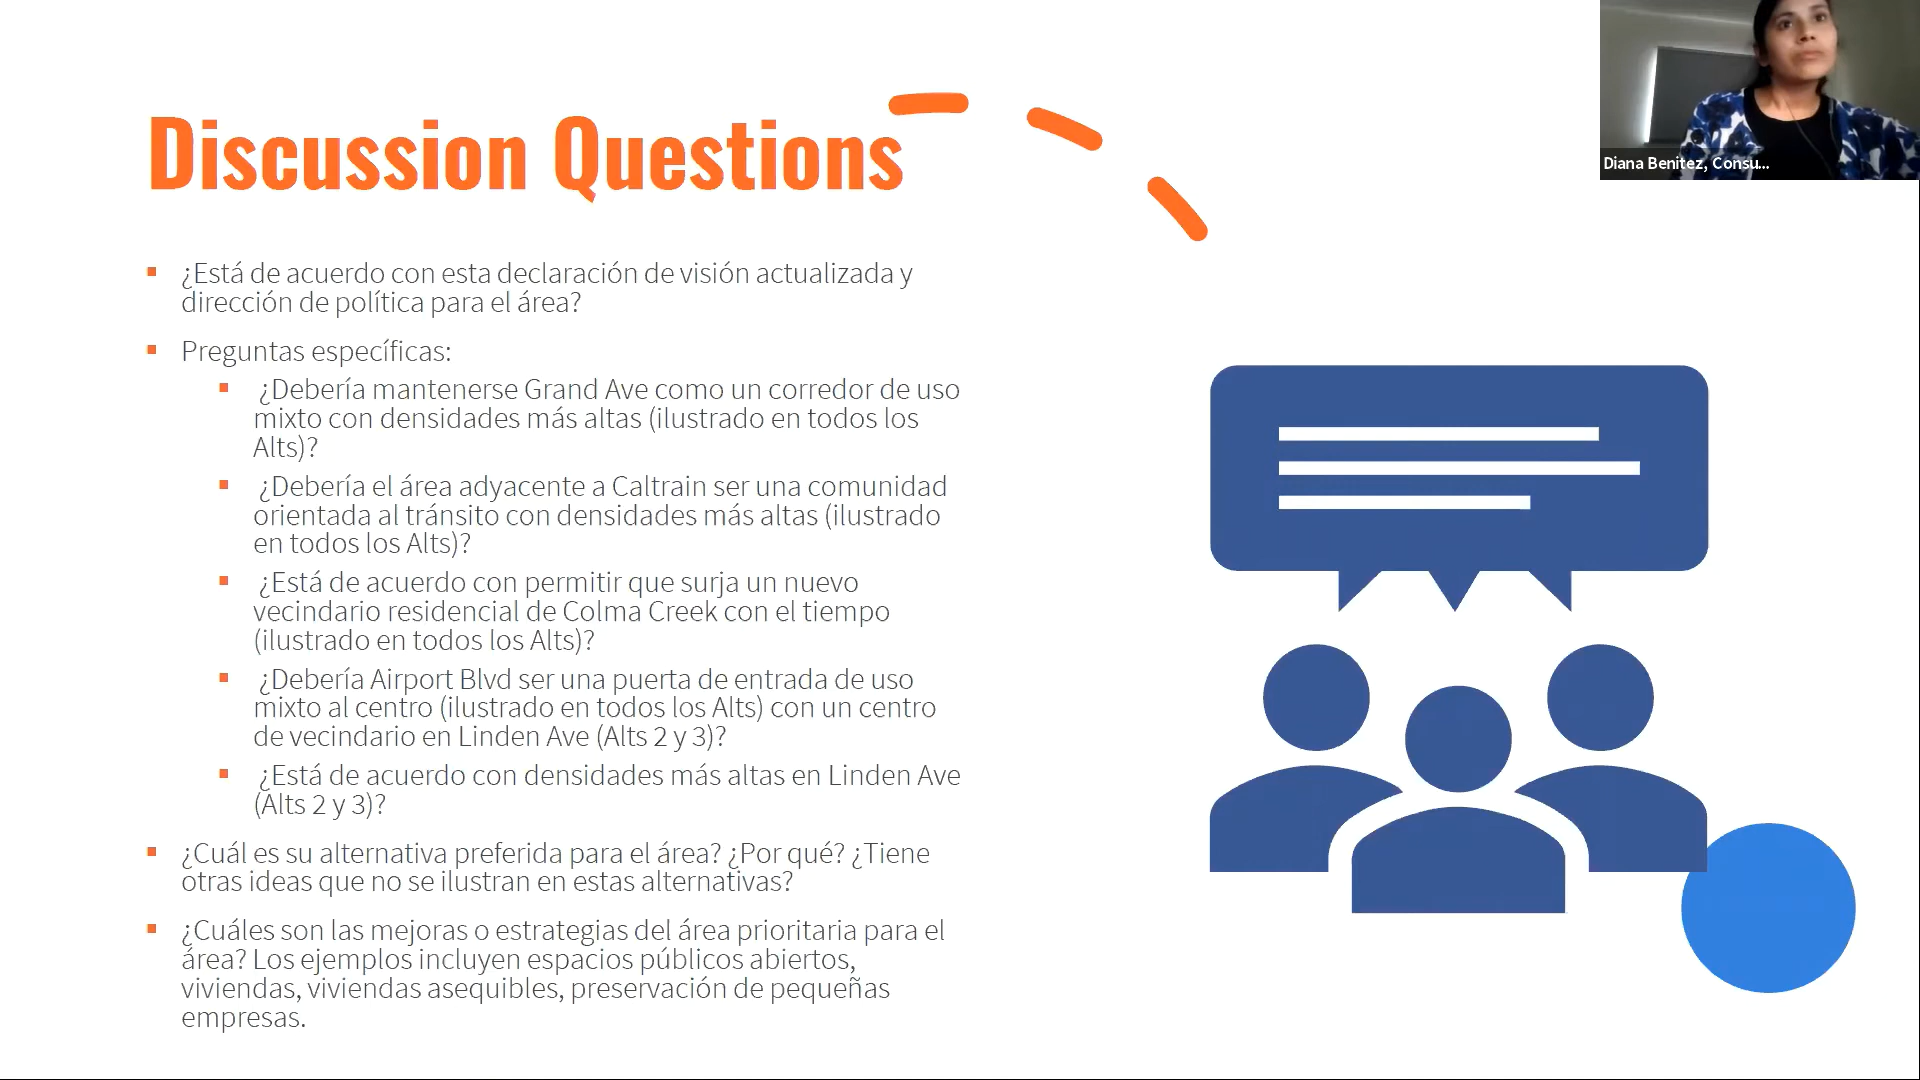 Discussion Questions
Diana Benitez, Consu...
¿Está de acuerdo con esta declaración de visión actualizada y
dirección de política para el área?
Preguntas específicas:
¿Debería mantenerse Grand Ave como un corredor de uso
mixto con densidades más altas (ilustrado en todos los
Alts)?
¿Debería el área adyacente a Caltrain ser una comunidad
orientada al tránsito con densidades más altas (ilustrado
en todos los Alts)?
¿Está de acuerdo con permitir que surja un nuevo
vecindario residencial de Colma Creek con el tiempo
(ilustrado en todos los Alts)?
¿Debería Airport Blvd ser una puerta de entrada de uso
mixto al centro (ilustrado en todos los Alts) con un centro
de vecindario en Linden Ave (Alts 2 y 3)?
¿Está de acuerdo con densidades más altas en Linden Ave
(Alts 2 y 3)?
¿Cuál es su alternativa preferida para el área? ¿Por qué? ¿Tiene
otras ideas que no se ilustran en estas alternativas?
¿Cuáles son las mejoras o estrategias del área prioritaria para el
área? Los ejemplos incluyen espacios públicos abiertos,
viviendas, viviendas asequibles, preservación de pequeñas
empresas.